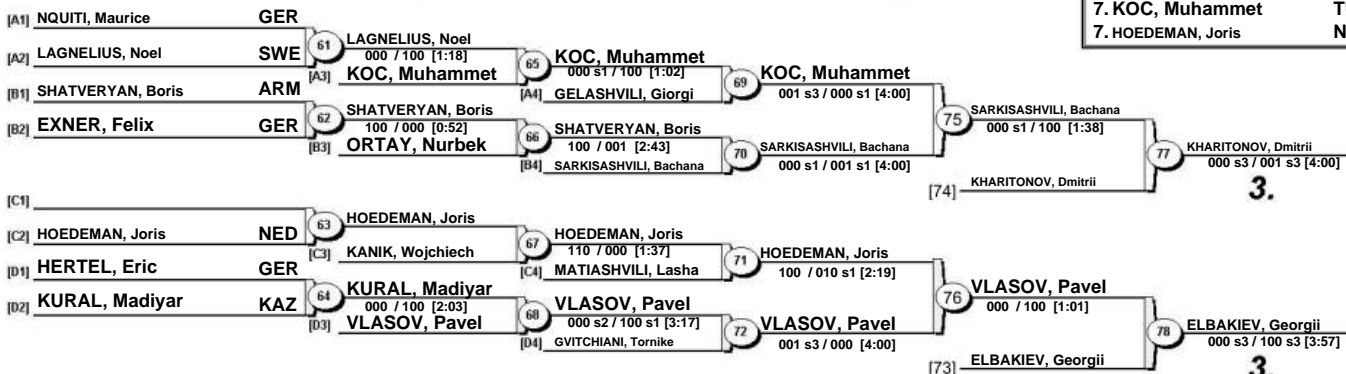 7. KOC, Muhammet
7. HOEDEMAN, Joris N
[A1] NQUITI, Maurice GER
[A2] LAGNELIUS, Noel SWE
61
LAGNELIUS, Noel
000 / 100 [1:18]
[A3] KOC, Muhammet
65
KOC, Muhammet
000 s1 / 100 [1:02]
[A4] GELASHVILI, Giorgi
69
KOC, Muhammet
001 s3 / 000 s1 [4:00]
[B1] SHATVERYAN, Boris ARM
[B2] EXNER, Felix GER
62
SHATVERYAN, Boris
100 / 000 [0:52]
[B3] ORTAY, Nurbek
66
SHATVERYAN, Boris
100 / 001 [2:43]
[B4] SARKISASHVILI, Bachana
70
SARKISASHVILI, Bachana
000 s1 / 001 s1 [4:00]
75
SARKISASHVILI, Bachana
000 s1 / 100 [1:38]
[74] KHARITONOV, Dmitrii
77
KHARITONOV, Dmitrii
000 s3 / 001 s3 [4:00]
3.
[C1]
[C2] HOEDEMAN, Joris NED
63
HOEDEMAN, Joris
[C3] KANIK, Wojchiech
67
HOEDEMAN, Joris
110 / 000 [1:37]
[C4] MATIASHVILI, Lasha
71
HOEDEMAN, Joris
100 / 010 s1 [2:19]
[D1] HERTEL, Eric GER
[D2] KURAL, Madiyar KAZ
64
KURAL, Madiyar
000 / 100 [2:03]
[D3] VLASOV, Pavel
68
VLASOV, Pavel
000 s2 / 100 s1 [3:17]
[D4] GVITCHIANI, Tornike
72
VLASOV, Pavel
001 s3 / 000 [4:00]
76
VLASOV, Pavel
000 / 100 [1:01]
[73] ELBAKIEV, Georgii
78
ELBAKIEV, Georgii
000 s3 / 100 s3 [3:57]
3.